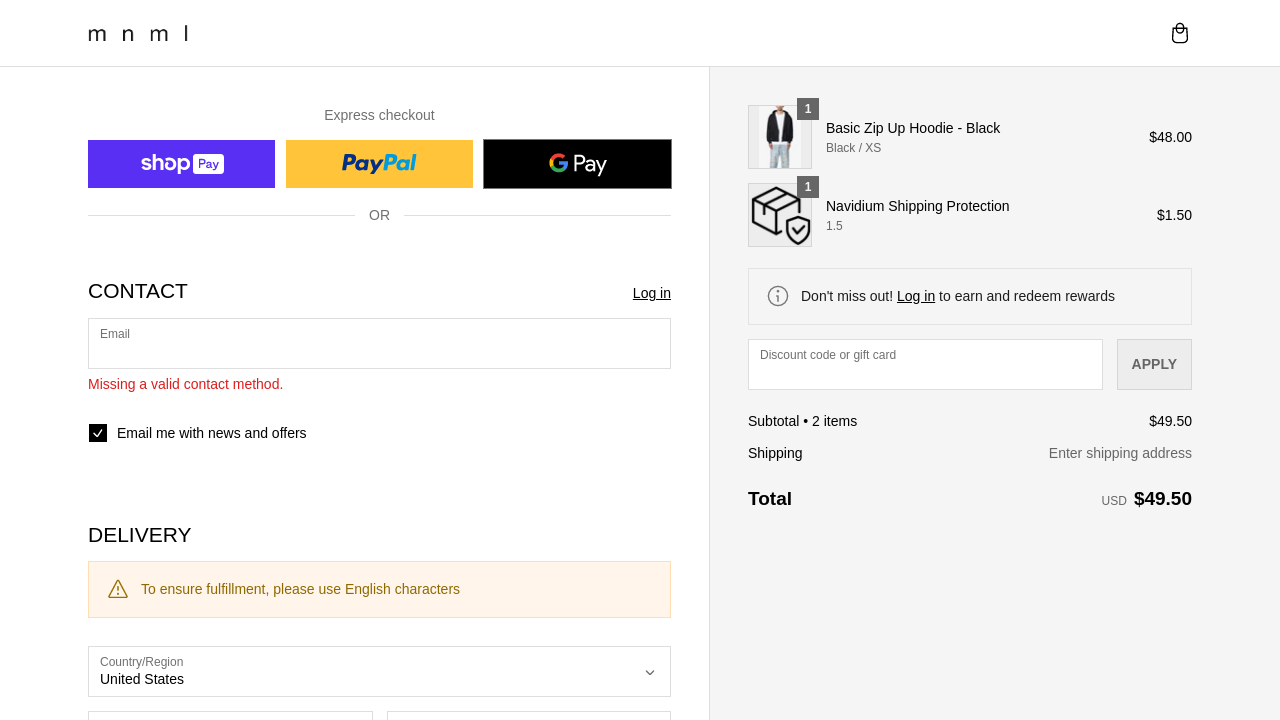 mnml
Express checkout
shop Pay
PayPal
G Pay
OR
CONTACT
Log in
Email
Missing a valid contact method.
Email me with news and offers
DELIVERY
To ensure fulfillment, please use English characters
Country/Region
United States
1
Basic Zip Up Hoodie - Black
Black / XS
$48.00
1
Navidium Shipping Protection
1.5
$1.50
Don't miss out! Log in to earn and redeem rewards
Discount code or gift card
APPLY
Subtotal • 2 items
$49.50
Shipping
Enter shipping address
Total
USD $49.50